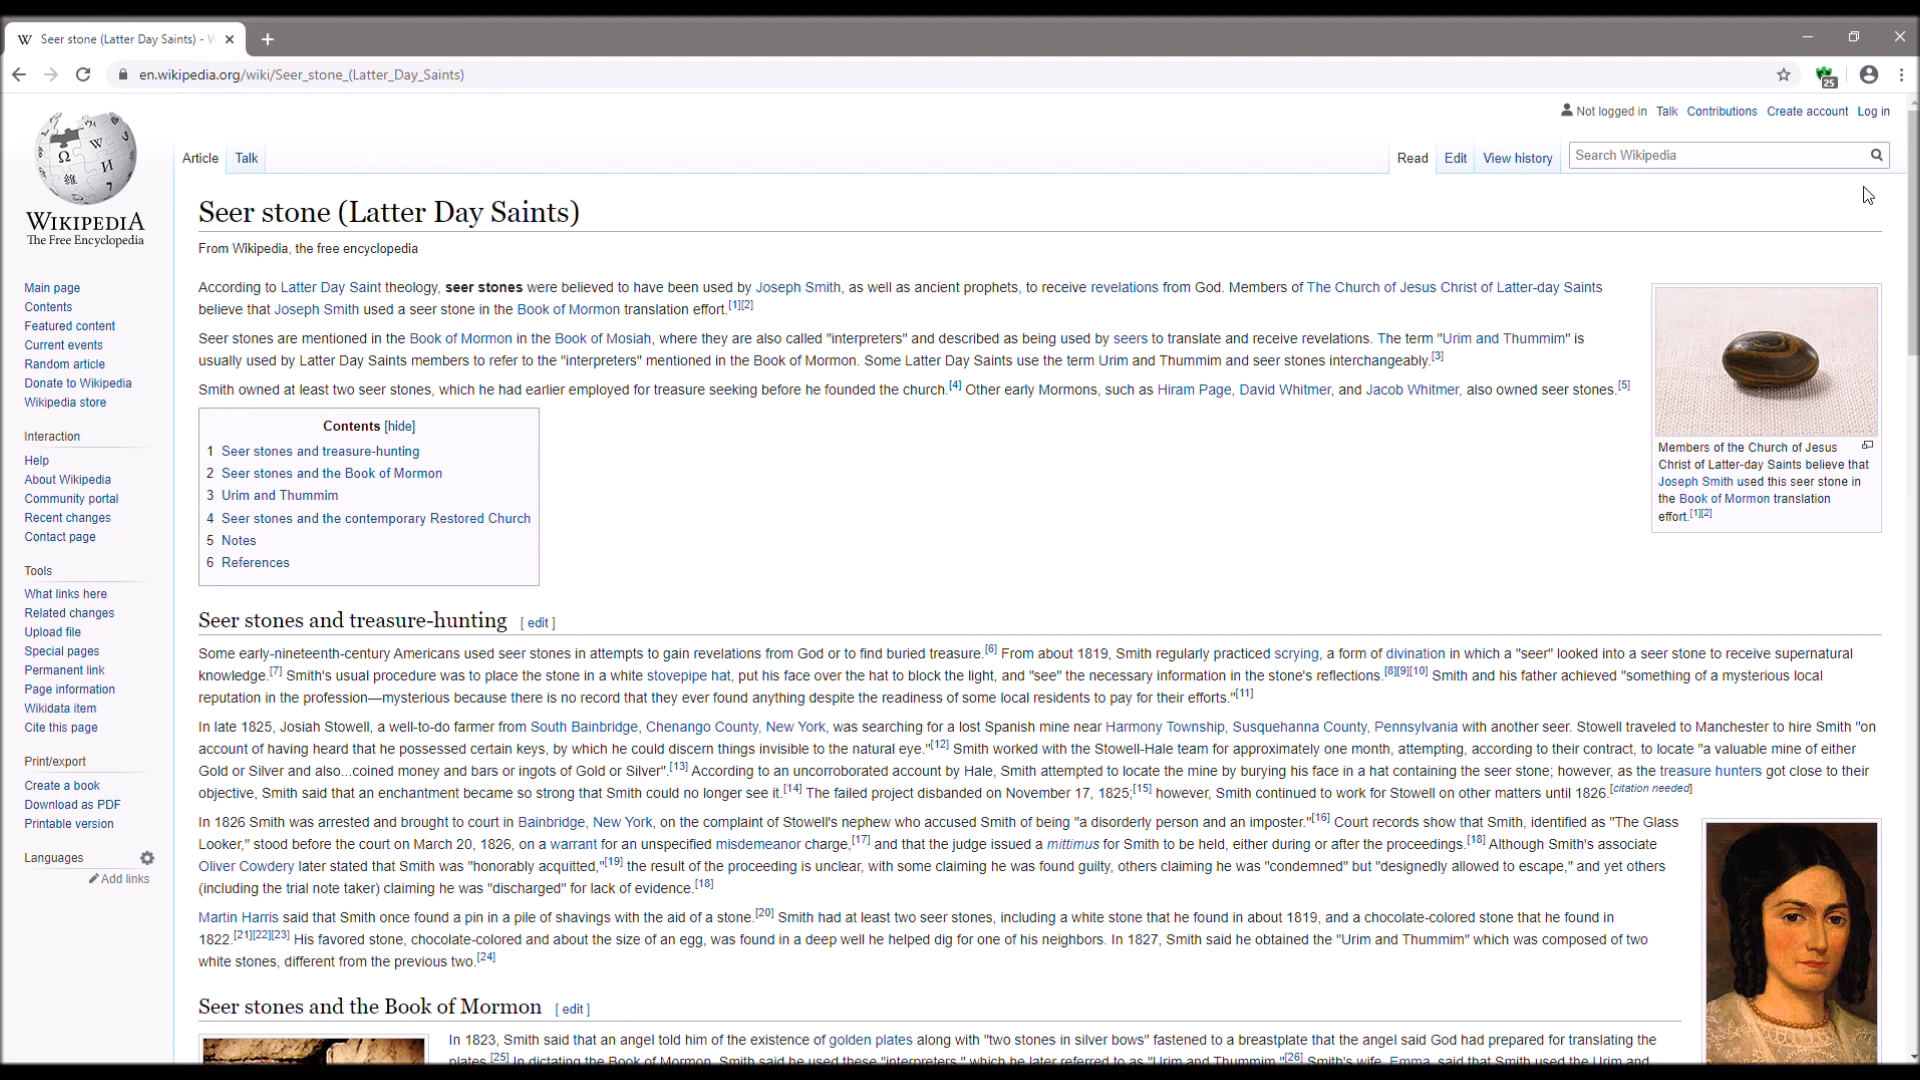 Seer stone (Latter Day Saints) - W
en.wikipedia.org/wiki/Seer_stone_(Latter_Day_Saints)
25
Not logged in Talk Contributions Create account Log in
Article Talk Read Edit View history Search Wikipedia
WIKIPEDIA
The Free Encyclopedia
Main page
Contents
Featured content
Current events
Random article
Donate to Wikipedia
Wikipedia store
Interaction
Help
About Wikipedia
Community portal
Recent changes
Contact page
Tools
What links here
Related changes
Upload file
Special pages
Permanent link
Page information
Wikidata item
Cite this page
Print/export
Create a book
Download as PDF
Printable version
Languages
Add links
Seer stone (Latter Day Saints)
From Wikipedia, the free encyclopedia
According to Latter Day Saint theology, seer stones were believed to have been used by Joseph Smith, as well as ancient prophets, to receive revelations from God. Members of The Church of Jesus Christ of Latter-day Saints
believe that Joseph Smith used a seer stone in the Book of Mormon translation effort.[1][2]
Seer stones are mentioned in the Book of Mormon in the Book of Mosiah, where they are also called "interpreters" and described as being used by seers to translate and receive revelations. The term "Urim and Thummim" is
usually used by Latter Day Saints members to refer to the "interpreters" mentioned in the Book of Mormon. Some Latter Day Saints use the term Urim and Thummim and seer stones interchangeably.[3]
Smith owned at least two seer stones, which he had earlier employed for treasure seeking before he founded the church.[4] Other early Mormons, such as Hiram Page, David Whitmer, and Jacob Whitmer, also owned seer stones.[5]
Members of the Church of Jesus
Christ of Latter-day Saints believe that
Joseph Smith used this seer stone in
the Book of Mormon translation
effort.[1][2]
Contents [hide]
1 Seer stones and treasure-hunting
2 Seer stones and the Book of Mormon
3 Urim and Thummim
4 Seer stones and the contemporary Restored Church
5 Notes
6 References
Seer stones and treasure-hunting [ edit ]
Some early-nineteenth-century Americans used seer stones in attempts to gain revelations from God or to find buried treasure.[6] From about 1819, Smith regularly practiced scrying, a form of divination in which a "seer" looked into a seer stone to receive supernatural
knowledge.[7] Smith's usual procedure was to place the stone in a white stovepipe hat, put his face over the hat to block the light, and "see" the necessary information in the stone's reflections.[8][9][10] Smith and his father achieved "something of a mysterious local
reputation in the profession—mysterious because there is no record that they ever found anything despite the readiness of some local residents to pay for their efforts."[11]
In late 1825, Josiah Stowell, a well-to-do farmer from South Bainbridge, Chenango County, New York, was searching for a lost Spanish mine near Harmony Township, Susquehanna County, Pennsylvania with another seer. Stowell traveled to Manchester to hire Smith "on
account of having heard that he possessed certain keys, by which he could discern things invisible to the natural eye."[12] Smith worked with the Stowell-Hale team for approximately one month, attempting, according to their contract, to locate "a valuable mine of either
Gold or Silver and also...coined money and bars or ingots of Gold or Silver".[13] According to an uncorroborated account by Hale, Smith attempted to locate the mine by burying his face in a hat containing the seer stone; however, as the treasure hunters got close to their
objective, Smith said that an enchantment became so strong that Smith could no longer see it.[14] The failed project disbanded on November 17, 1825;[15] however, Smith continued to work for Stowell on other matters until 1826.[citation needed]
In 1826 Smith was arrested and brought to court in Bainbridge, New York, on the complaint of Stowell's nephew who accused Smith of being "a disorderly person and an imposter."[16] Court records show that Smith, identified as "The Glass
Looker," stood before the court on March 20, 1826, on a warrant for an unspecified misdemeanor charge,[17] and that the judge issued a mittimus for Smith to be held, either during or after the proceedings.[18] Although Smith's associate
Oliver Cowdery later stated that Smith was "honorably acquitted,"[19] the result of the proceeding is unclear, with some claiming he was found guilty, others claiming he was "condemned" but "designedly allowed to escape," and yet others
(including the trial note taker) claiming he was "discharged" for lack of evidence.[18]
Martin Harris said that Smith once found a pin in a pile of shavings with the aid of a stone.[20] Smith had at least two seer stones, including a white stone that he found in about 1819, and a chocolate-colored stone that he found in
1822.[21][22][23] His favored stone, chocolate-colored and about the size of an egg, was found in a deep well he helped dig for one of his neighbors. In 1827, Smith said he obtained the "Urim and Thummim" which was composed of two
white stones, different from the previous two.[24]
Seer stones and the Book of Mormon [ edit ]
In 1823, Smith said that an angel told him of the existence of golden plates along with "two stones in silver bows" fastened to a breastplate that the angel said God had prepared for translating the
plates.[25] In dictating the Book of Mormon, Smith said he used these "interpreters," which he later referred to as "Urim and Thummim."[26] Smith's wife, Emma, said that Smith used the Urim and